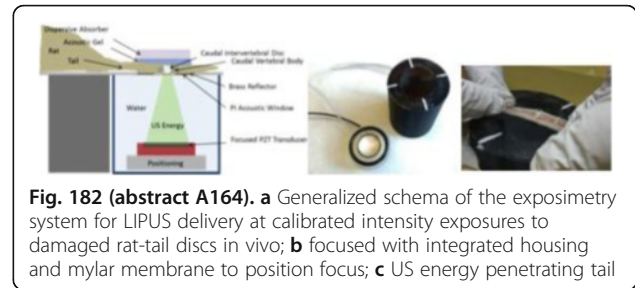 Dispersive Absorber
Acoustic Gel
Rat
Tail
Caudal Intervertebral Disc
Caudal Vertebral Body
Brass Reflector
PI Acoustic Window
Water
US Energy
Focused PZT Transducer
Positioning
Fig. 182 (abstract A164). a Generalized schema of the exposimetry
system for LIPUS delivery at calibrated intensity exposures to
damaged rat-tail discs in vivo; b focused with integrated housing
and mylar membrane to position focus; c US energy penetrating tail